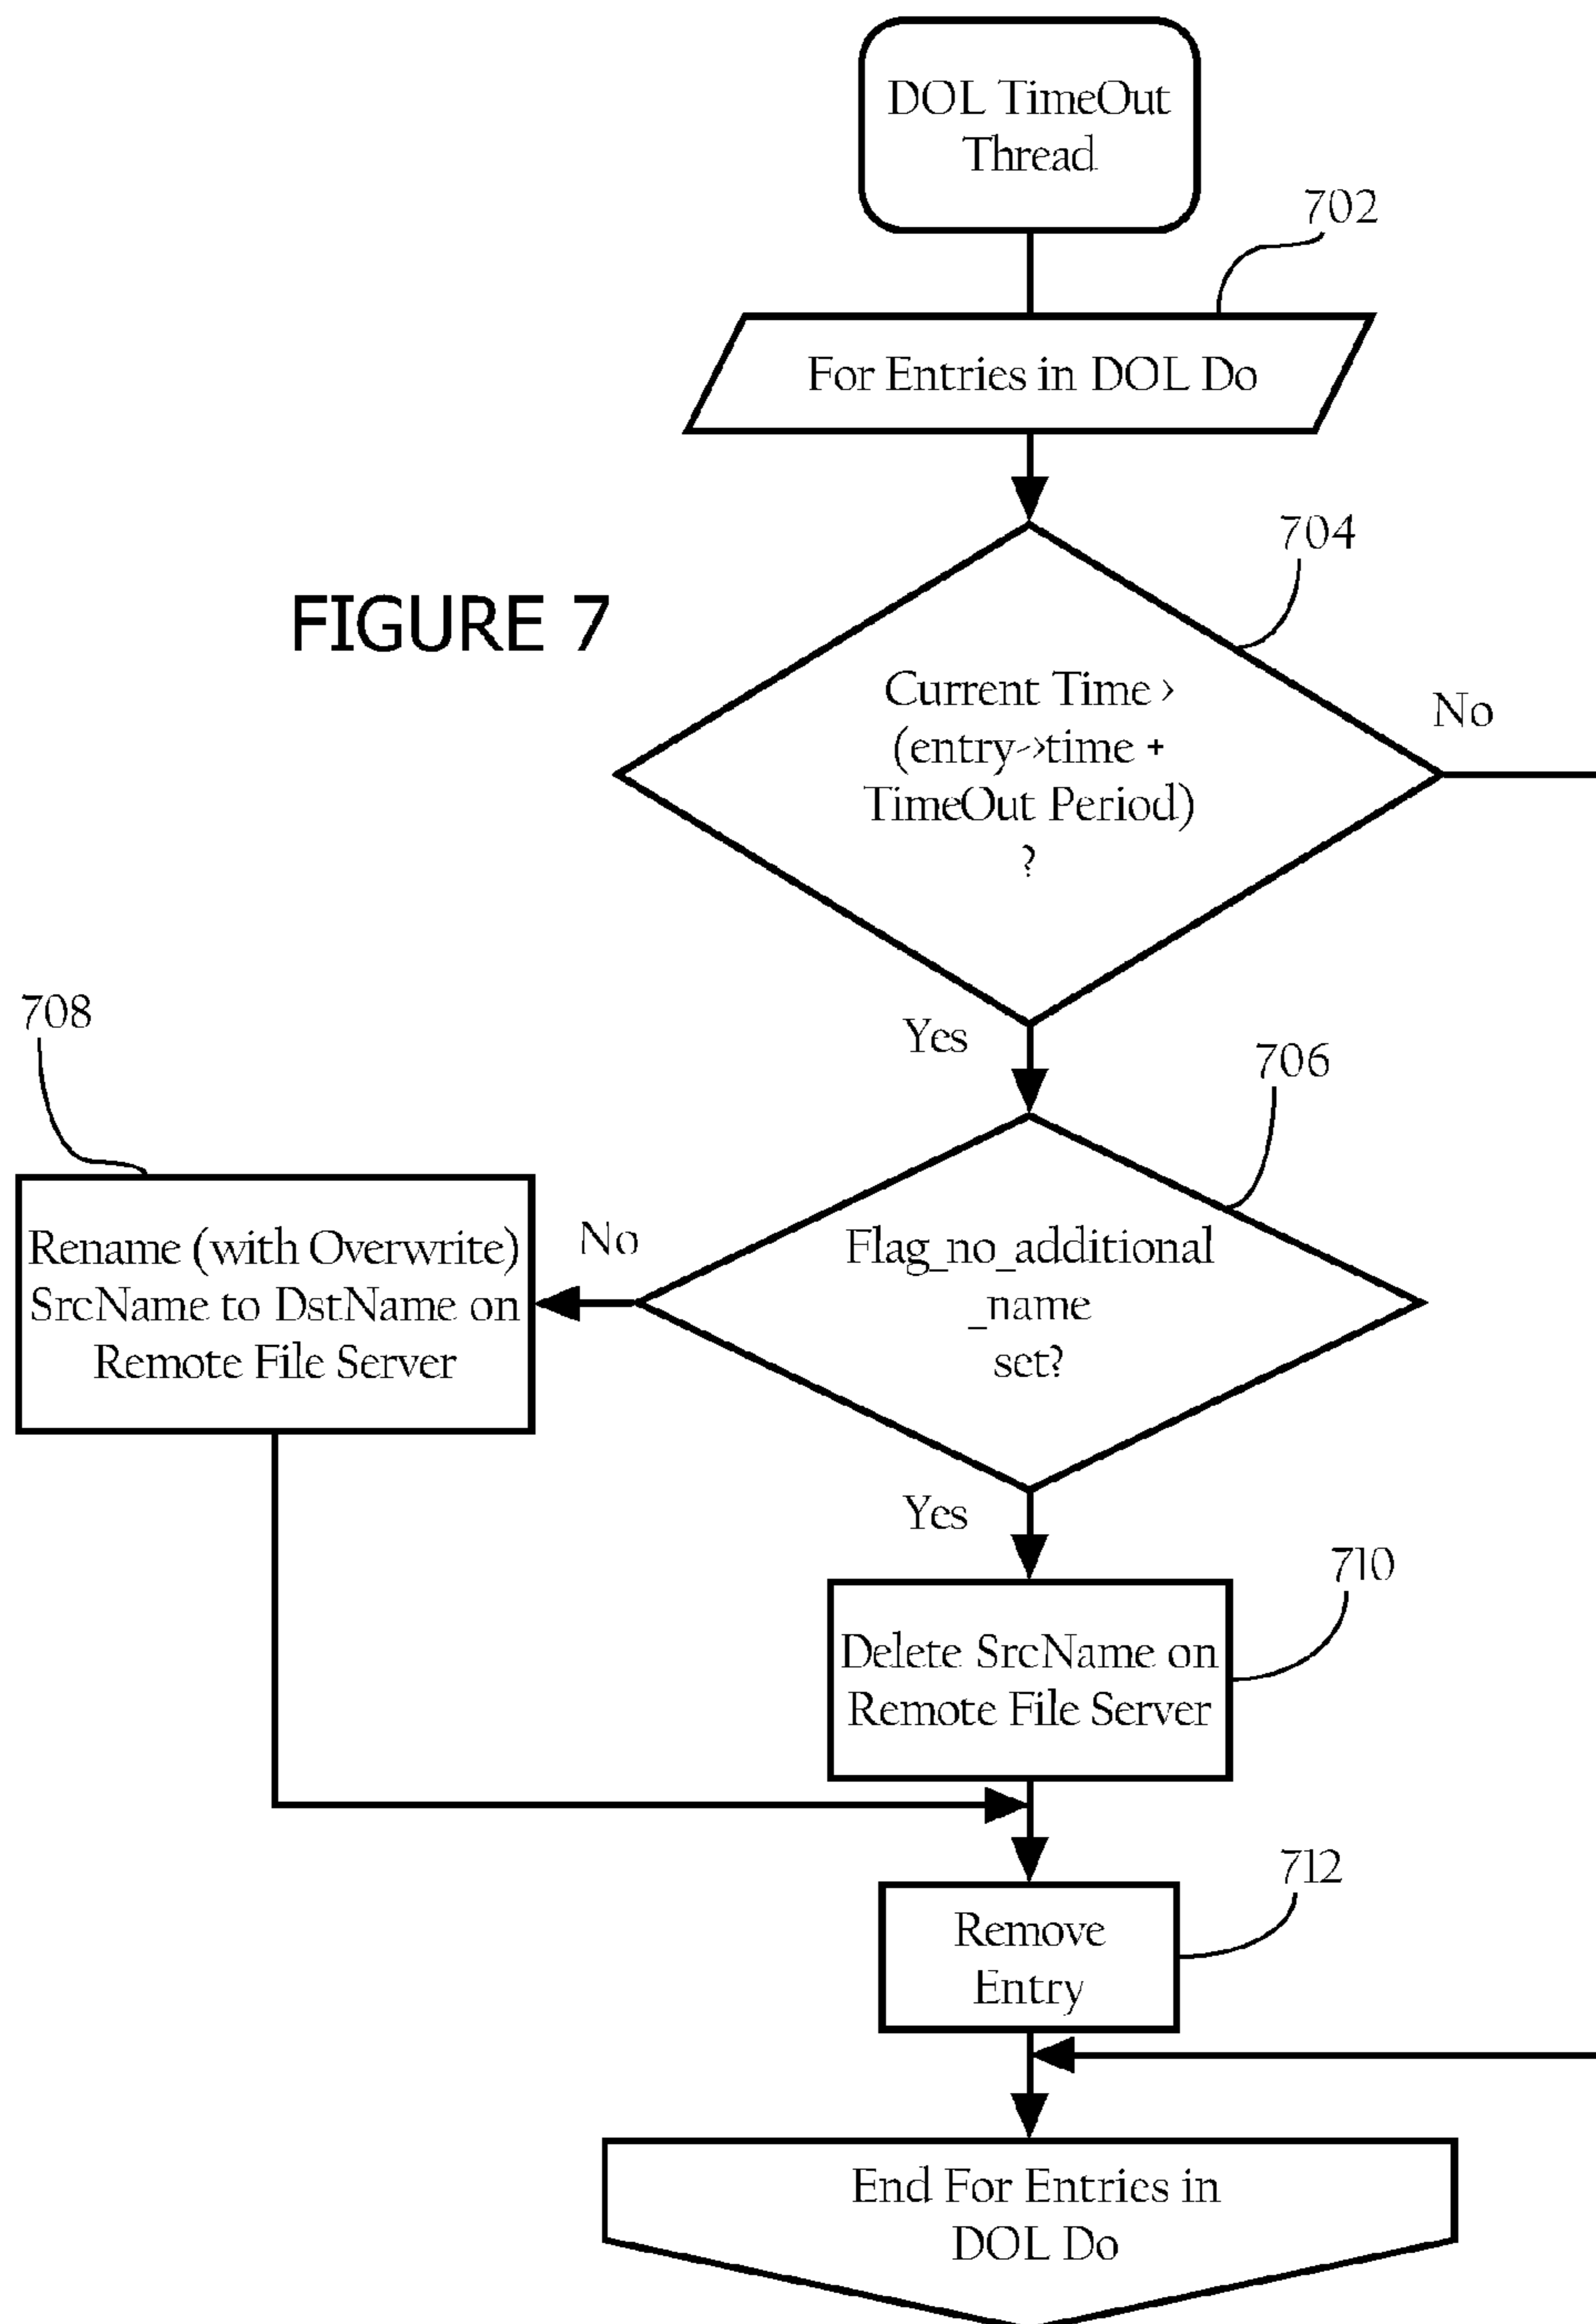 DOL TimeOut
Thread
702
For Entries in DOL Do
704
FIGURE 7
Current Time >
(entry->time +
TimeOut Period)
?
No
Yes
708
706
Rename (with Overwrite)
SrcName to DstName on
Remote File Server
No
Flag_no_additional
_name
set?
Yes
710
Delete SrcName on
Remote File Server
712
Remove
Entry
End For Entries in
DOL Do